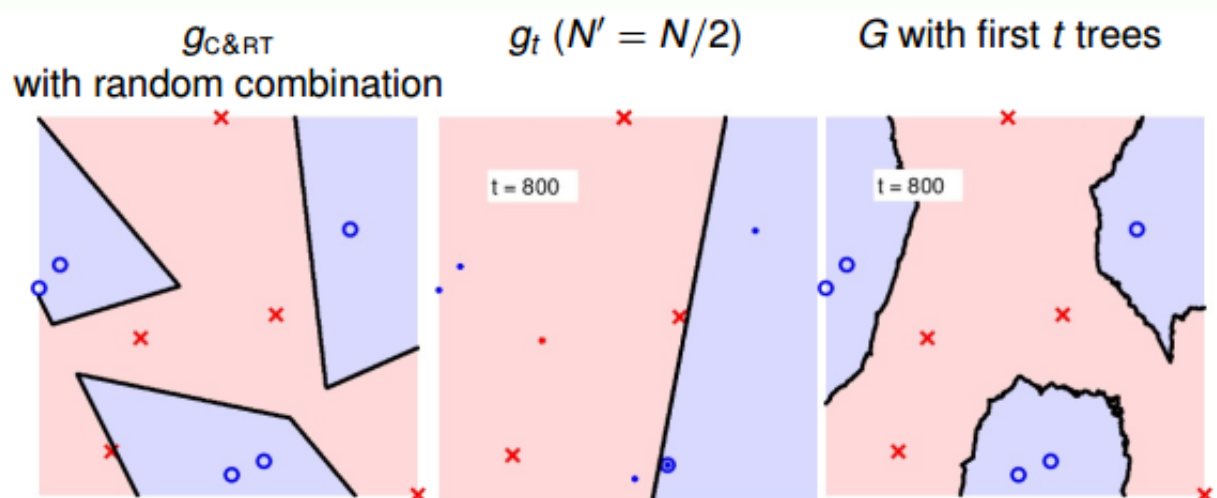 g_C&RT
with random combination
g_t (N′ = N/2)
G with first t trees
t = 800
t = 800